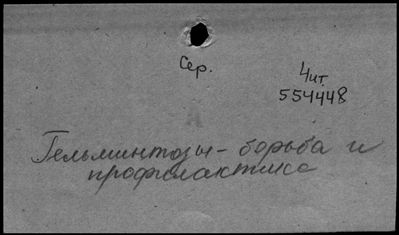 Сер.
Чит.
554448
Гельминтозы - борьба и
профилактика